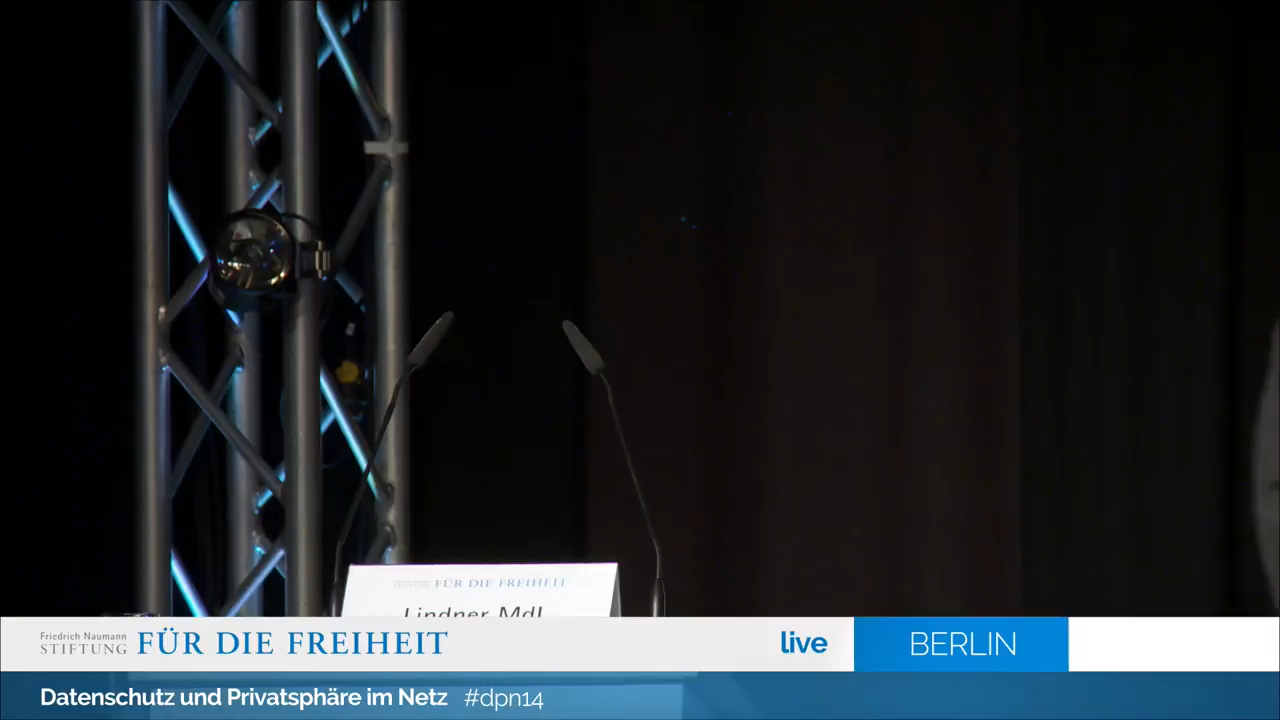 FÜR DIE FREIHEIT
Lindner MdL
Friedrich Naumann
STIFTUNG FÜR DIE FREIHEIT
live
BERLIN
Datenschutz und Privatsphäre im Netz #dpn14